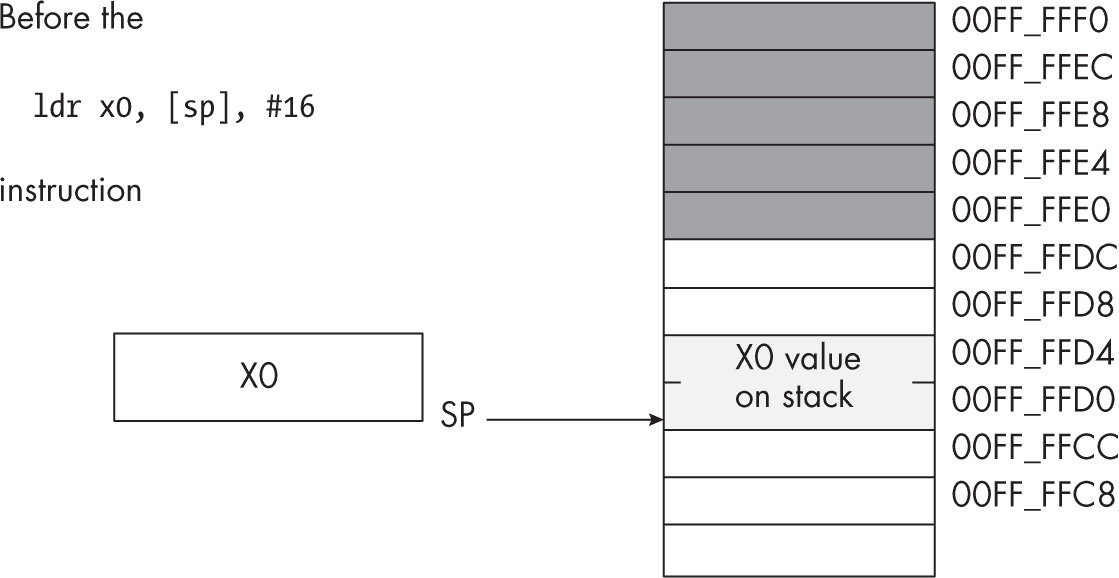 Before the
ldr x0, [sp], #16
instruction
X0
SP
X0 value
on stack
00FF_FFF0
00FF_FFEC
00FF_FFE8
00FF_FFE4
00FF_FFE0
00FF_FFDC
00FF_FFD8
00FF_FFD4
00FF_FFD0
00FF_FFCC
00FF_FFC8